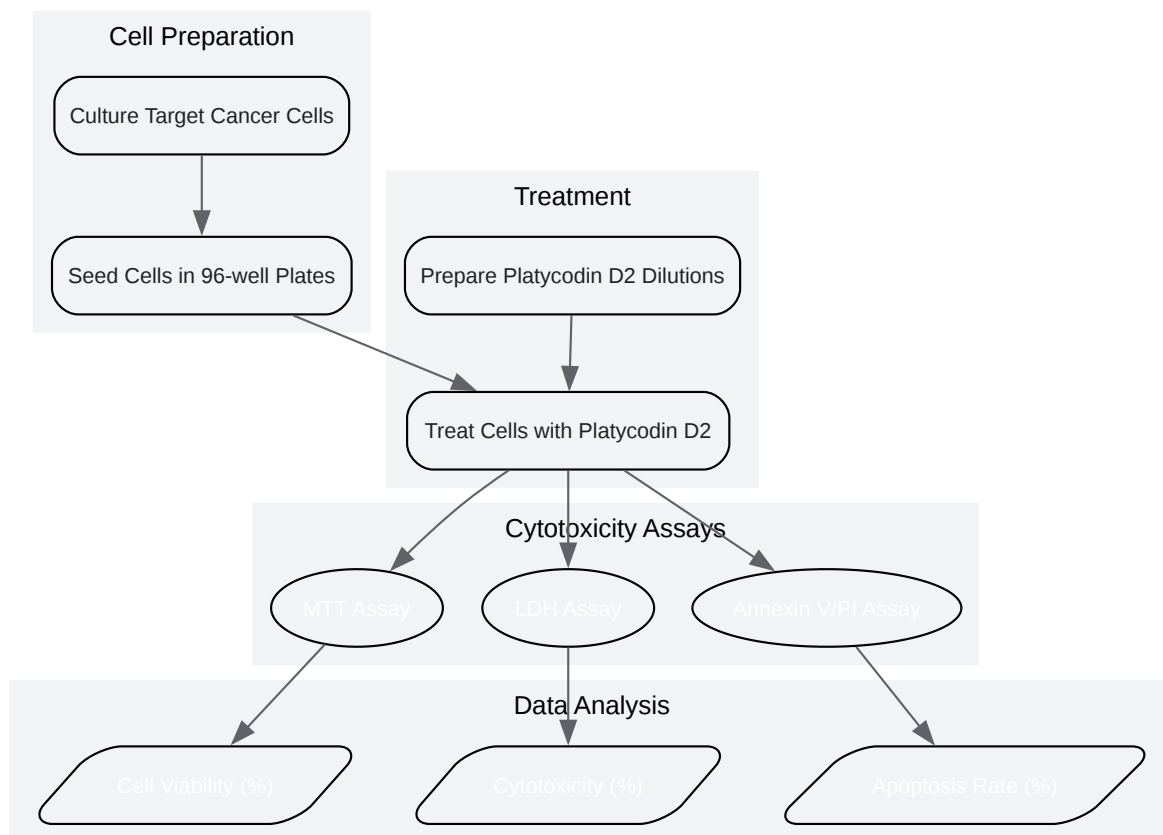 Cell Preparation
Culture Target Cancer Cells
Seed Cells in 96-well Plates
Treatment
Prepare Platycodin D2 Dilutions
Treat Cells with Platycodin D2
Cytotoxicity Assays
MTT Assay
LDH Assay
Annexin V/PI Assay
Data Analysis
Cell Viability (%)
Cytotoxicity (%)
Apoptosis Rate (%)